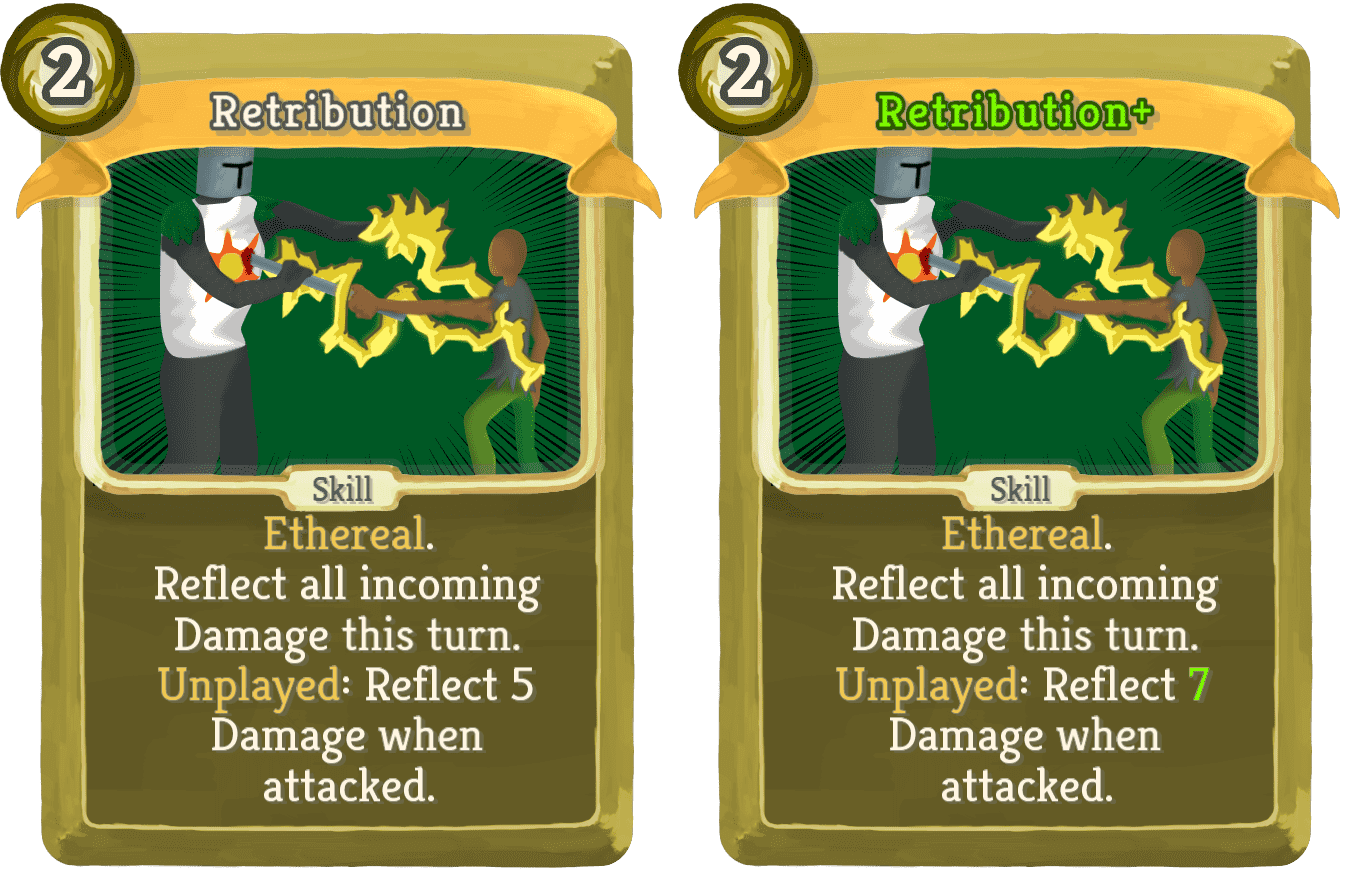 2
Retribution
Skill
Ethereal.
Reflect all incoming
Damage this turn.
Unplayed: Reflect 5
Damage when
attacked.
2
Retribution+
Skill
Ethereal.
Reflect all incoming
Damage this turn.
Unplayed: Reflect 7
Damage when
attacked.